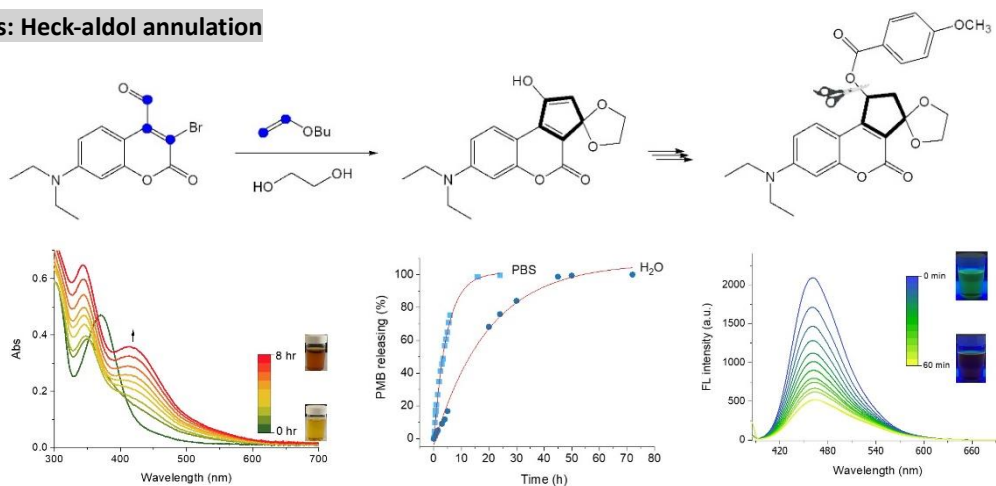 s: Heck-aldol annulation
O
Br
OBu
HO
OH
N
O
O
HO
O
O
N
O
O
O
O
OCH3
O
O
N
O
O
0.6
0.4
0.2
0.0
Abs
8 hr
0 hr
300
400
500
600
700
Wavelength (nm)
100
80
60
40
20
0
PMB releasing (%)
PBS
H2O
0
10
20
30
40
50
60
70
80
Time (h)
2400
2000
1500
1000
500
0
FL intensity (a.u.)
0 min
60 min
420
480
540
600
660
Wavelength (nm)